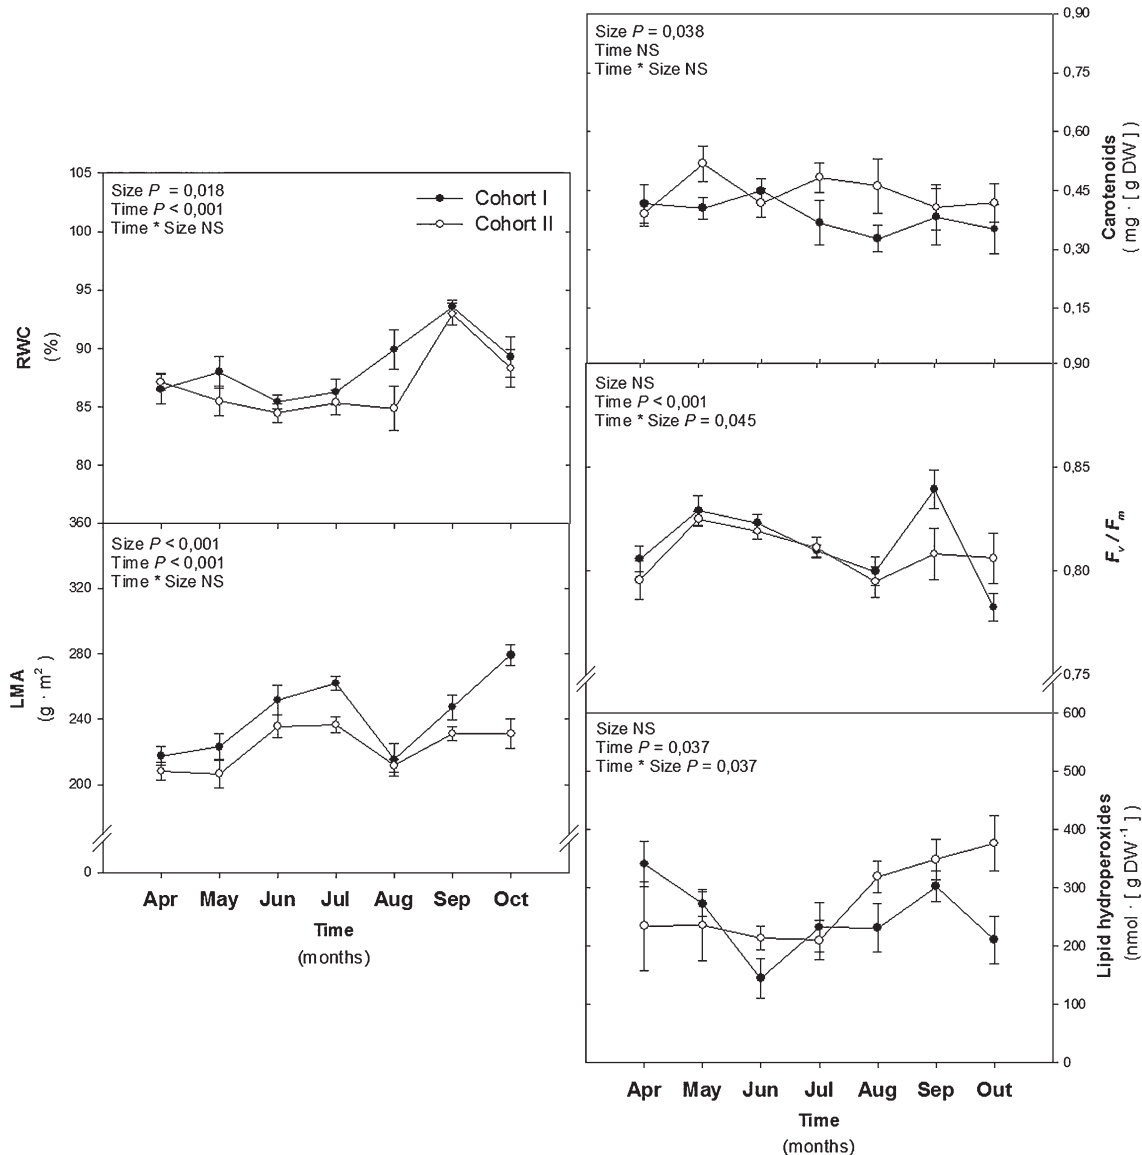 Size P = 0,018
Time P < 0,001
Time * Size NS
Cohort I
Cohort II
105
100
95
90
85
80
RWC
(%)
360
Size P < 0,001
Time P < 0,001
Time * Size NS
320
280
240
200
0
LMA
(g · m²)
Apr May Jun Jul Aug Sep Oct
Time
(months)
Size P = 0,038
Time NS
Time * Size NS
0,90
0,75
0,60
0,45
0,30
0,15
Carotenoids
( mg · [ g DW] )
0,90
Size NS
Time P < 0,001
Time * Size P = 0,045
0,85
0,80
0,75
Fv / Fm
600
Size NS
Time P = 0,037
Time * Size P = 0,037
500
400
300
200
100
0
Lipid hydroperoxides
(nmol · [ g DW⁻¹ ] )
Apr May Jun Jul Aug Sep Out
Time
(months)